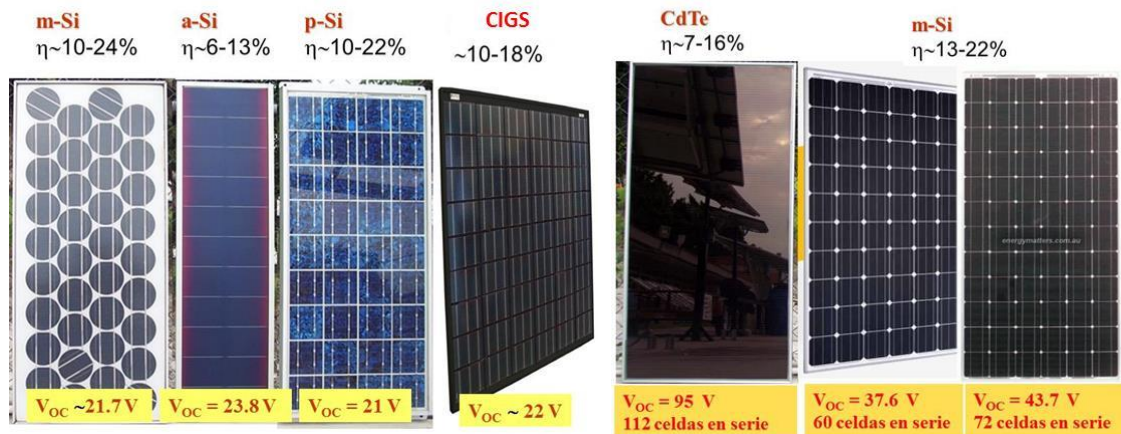 m-Si
η~10-24%
a-Si
η~6-13%
p-Si
η~10-22%
CIGS
~10-18%
CdTe
η~7-16%
m-Si
η~13-22%
energymatters.com.au
V_OC ~21.7 V
V_OC = 23.8 V
V_OC = 21 V
V_OC ~ 22 V
V_OC = 95 V
112 celdas en serie
V_OC = 37.6 V
60 celdas en serie
V_OC = 43.7 V
72 celdas en serie